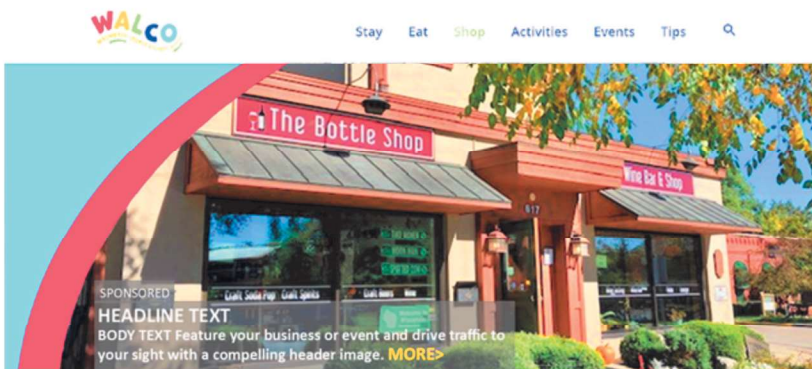 WALCO
Stay Eat Shop Activities Events Tips
The Bottle Shop
Wine Bar & Shop
617
Craft Soda Pop Craft Spirits Craft Beers Wine
SPONSORED
HEADLINE TEXT
BODY TEXT Feature your business or event and drive traffic to
your sight with a compelling header image. MORE>